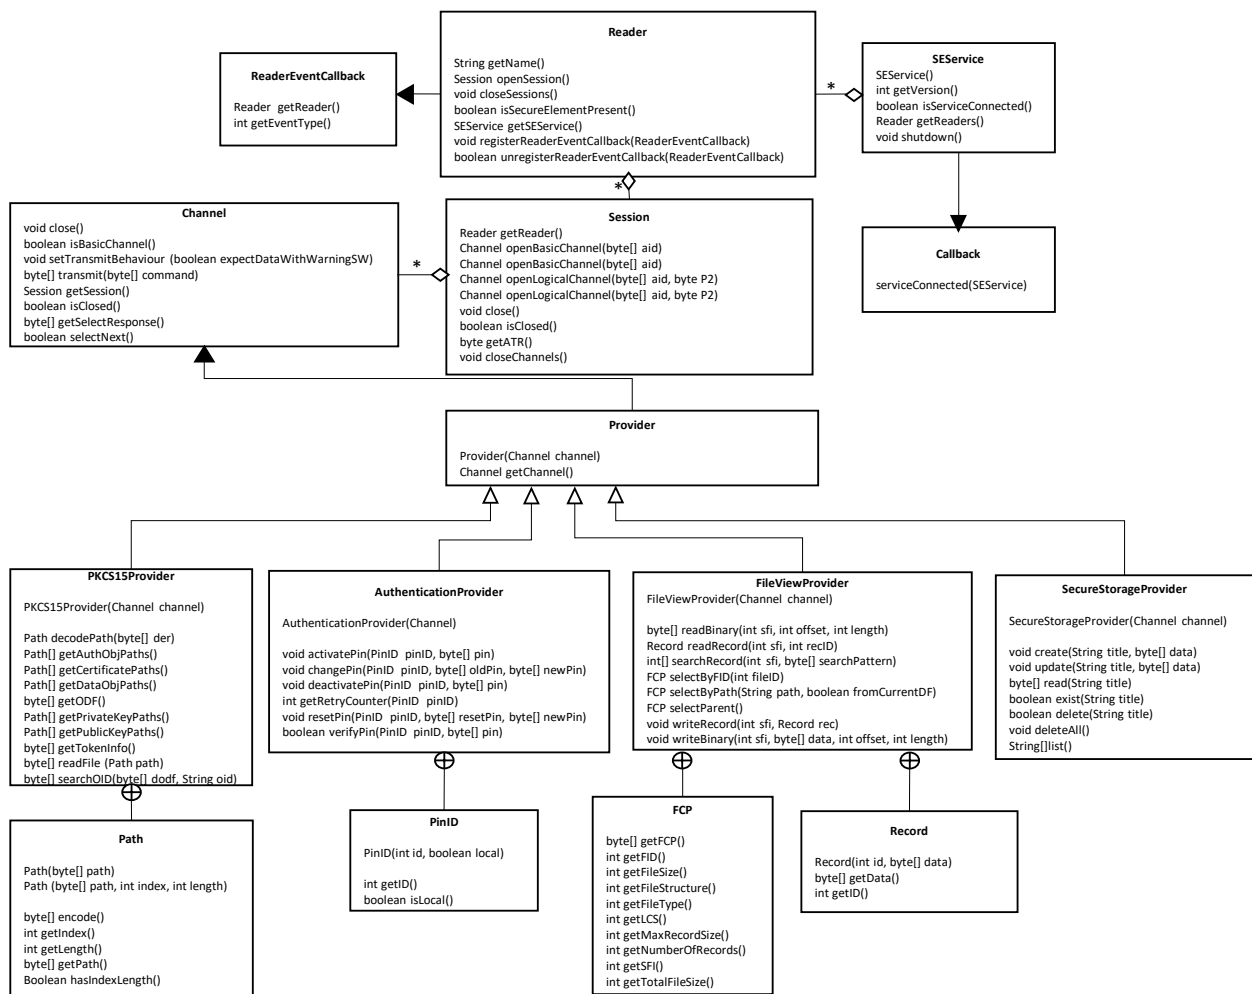 Reader
String getName()
Session openSession()
void closeSessions()
boolean isSecureElementPresent()
SEService getSEService()
void registerReaderEventCallback(ReaderEventCallback)
boolean unregisterReaderEventCallback(ReaderEventCallback)
ReaderEventCallback
Reader getReader()
int getEventType()
SEService
SEService()
int getVersion()
boolean isServiceConnected()
Reader getReaders()
void shutdown()
*
*
Channel
void close()
boolean isBasicChannel()
void setTransmitBehaviour (boolean expectDataWithWarningSW)
byte[] transmit(byte[] command)
Session getSession()
boolean isClosed()
byte[] getSelectResponse()
boolean selectNext()
*
Session
Reader getReader()
Channel openBasicChannel(byte[] aid)
Channel openBasicChannel(byte[] aid)
Channel openLogicalChannel(byte[] aid, byte P2)
Channel openLogicalChannel(byte[] aid, byte P2)
void close()
boolean isClosed()
byte getATR()
void closeChannels()
Callback
serviceConnected(SEService)
Provider
Provider(Channel channel)
Channel getChannel()
PKCS15Provider
PKCS15Provider(Channel channel)
Path decodePath(byte[] der)
Path[] getAuthObjPaths()
Path[] getCertificatePaths()
Path[] getDataObjPaths()
byte[] getODF()
Path[] getPrivateKeyPaths()
Path[] getPublicKeyPaths()
byte[] getTokenInfo()
byte[] readFile (Path path)
byte[] searchOID(byte[] dodf, String oid)
AuthenticationProvider
AuthenticationProvider(Channel)
void activatePin(PinID pinID, byte[] pin)
void changePin(PinID pinID, byte[] oldPin, byte[] newPin)
void deactivatePin(PinID pinID, byte[] pin)
int getRetryCounter(PinID pinID)
void resetPin(PinID pinID, byte[] resetPin, byte[] newPin)
boolean verifyPin(PinID pinID, byte[] pin)
FileViewProvider
FileViewProvider(Channel channel)
byte[] readBinary(int sfi, int offset, int length)
Record readRecord(int sfi, int recID)
int[] searchRecord(int sfi, byte[] searchPattern)
FCP selectByFID(int fileID)
FCP selectByPath(String path, boolean fromCurrentDF)
FCP selectParent()
void writeRecord(int sfi, Record rec)
void writeBinary(int sfi, byte[] data, int offset, int length)
SecureStorageProvider
SecureStorageProvider(Channel channel)
void create(String title, byte[] data)
void update(String title, byte[] data)
byte[] read(String title)
boolean exist(String title)
boolean delete(String title)
void deleteAll()
String[]list()
Path
Path(byte[] path)
Path (byte[] path, int index, int length)
byte[] encode()
int getIndex()
int getLength()
byte[] getPath()
Boolean hasIndexLength()
PinID
PinID(int id, boolean local)
int getID()
boolean isLocal()
FCP
byte[] getFCP()
int getFID()
int getFileSize()
int getFileStructure()
int getFileType()
int getLCS()
int getMaxRecordSize()
int getNumberOfRecords()
int getSFI()
int getTotalFileSize()
Record
Record(int id, byte[] data)
byte[] getData()
int getID()